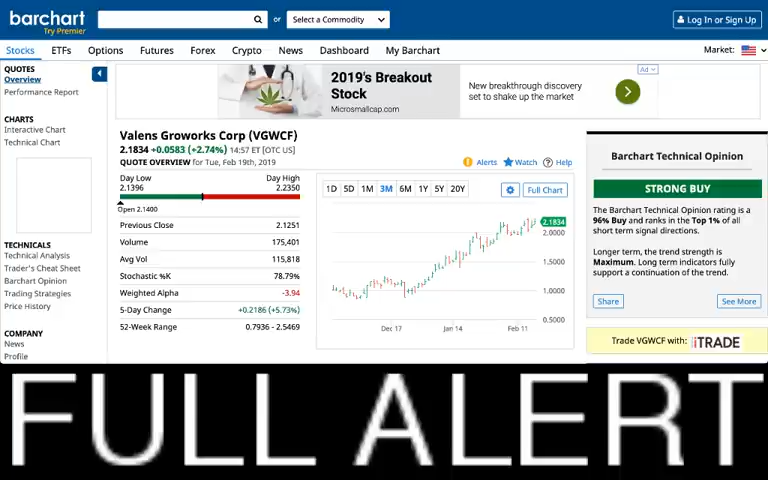 barchart
Try Premier
or
Select a Commodity
Log In or Sign Up
Stocks ETFs Options Futures Forex Crypto News Dashboard My Barchart
Market:
QUOTES
Overview
Performance Report
CHARTS
Interactive Chart
Technical Chart
TECHNICALS
Technical Analysis
Trader's Cheat Sheet
Barchart Opinion
Trading Strategies
Price History
COMPANY
News
Profile
2019's Breakout
Stock
Microsmallcap.com
New breakthrough discovery
set to shake up the market
Ad
Valens Groworks Corp (VGWCF)
2.1834 +0.0583 (+2.74%) 14:57 ET [OTC US]
QUOTE OVERVIEW for Tue, Feb 19th, 2019
Alerts Watch Help
Day Low Day High
2.1396 2.2350
Open 2.1400
Previous Close 2.1251
Volume 175,401
Avg Vol 115,818
Stochastic %K 78.79%
Weighted Alpha -3.94
5-Day Change +0.2186 (+5.73%)
52-Week Range 0.7936 - 2.5469
1D 5D 1M 3M 6M 1Y 5Y 20Y
Full Chart
2.1834
2.0000
1.5000
1.0000
0.5000
Dec 17 Jan 14 Feb 11
Barchart Technical Opinion
STRONG BUY
The Barchart Technical Opinion rating is a
96% Buy and ranks in the Top 1% of all
short term signal directions.
Longer term, the trend strength is
Maximum. Long term indicators fully
support a continuation of the trend.
Share See More
Trade VGWCF with: iTRADE
FULL ALERT